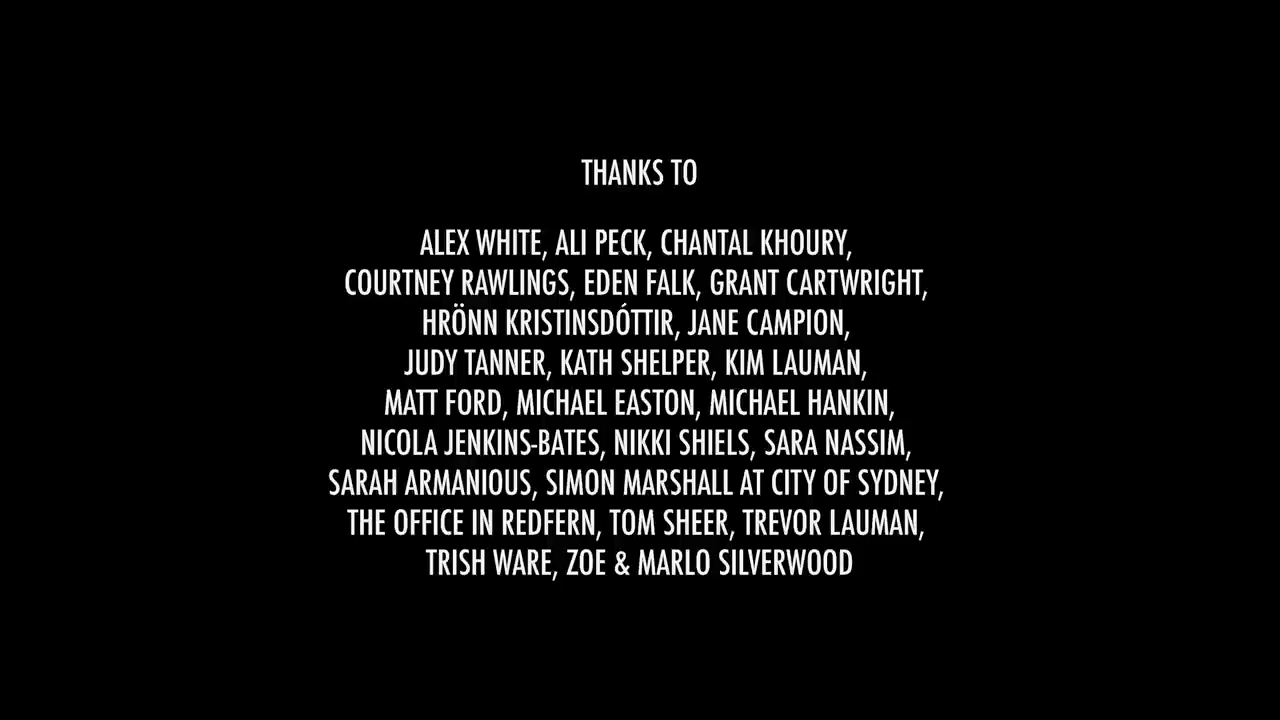 THANKS TO
ALEX WHITE, ALI PECK, CHANTAL KHOURY,
COURTNEY RAWLINGS, EDEN FALK, GRANT CARTWRIGHT,
HRÖNN KRISTINSDÓTTIR, JANE CAMPION,
JUDY TANNER, KATH SHELPER, KIM LAUMAN,
MATT FORD, MICHAEL EASTON, MICHAEL HANKIN,
NICOLA JENKINS-BATES, NIKKI SHIELS, SARA NASSIM,
SARAH ARMANIOUS, SIMON MARSHALL AT CITY OF SYDNEY,
THE OFFICE IN REDFERN, TOM SHEER, TREVOR LAUMAN,
TRISH WARE, ZOE & MARLO SILVERWOOD